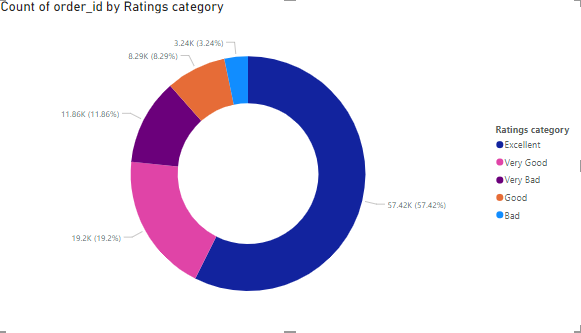 Count of order_id by Ratings category
3.24K (3.24%)
8.29K (8.29%)
11.86K (11.86%)
19.2K (19.2%)
57.42K (57.42%)
Ratings category
Excellent
Very Good
Very Bad
Good
Bad